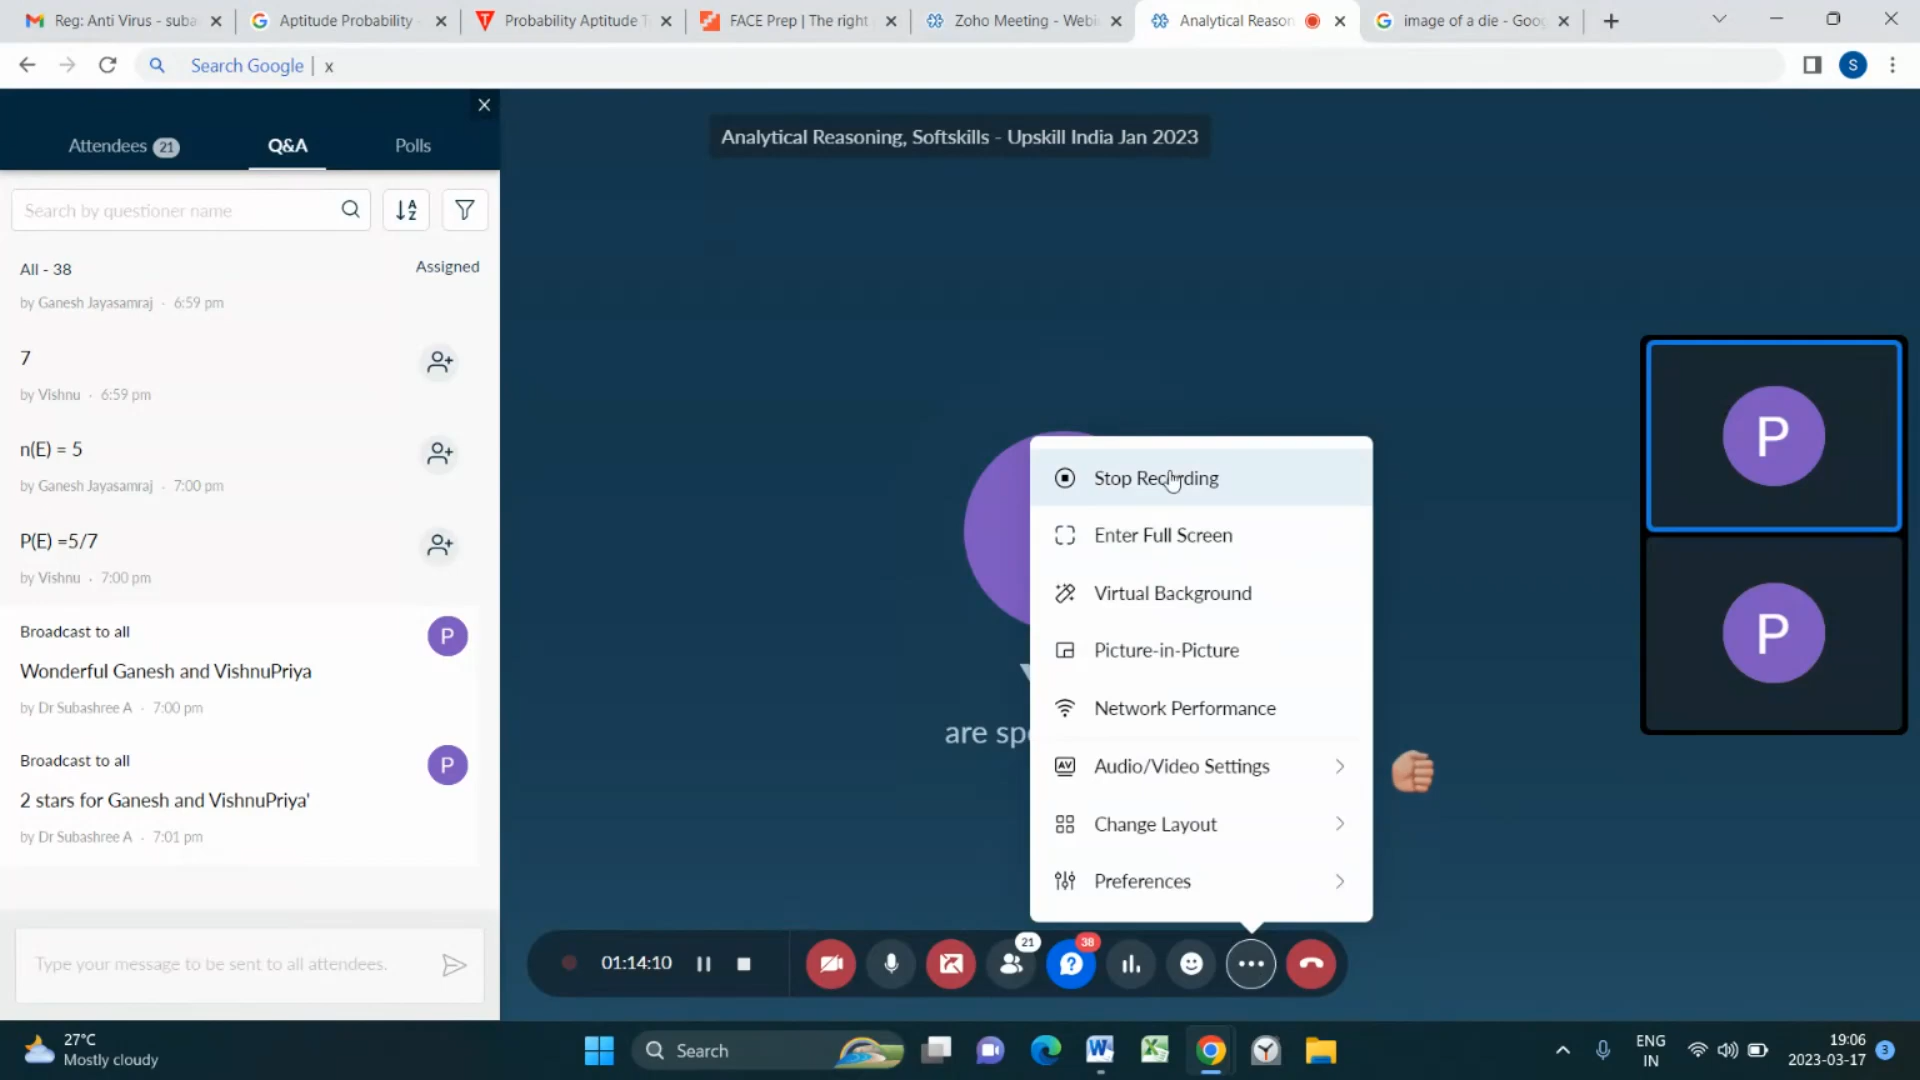 Reg: Anti Virus - suba
Aptitude Probability -
Probability Aptitude T
FACE Prep | The right
Zoho Meeting - Webi
Analytical Reason
image of a die - Goog
Search Google | x
S
Attendees 21
Q&A
Polls
Search by questioner name
All - 38
Assigned
by Ganesh Jayasamraj · 6:59 pm
7
by Vishnu · 6:59 pm
n(E) = 5
by Ganesh Jayasamraj · 7:00 pm
P(E) =5/7
by Vishnu · 7:00 pm
Broadcast to all
P
Wonderful Ganesh and VishnuPriya
by Dr Subashree A · 7:00 pm
Broadcast to all
P
2 stars for Ganesh and VishnuPriya'
by Dr Subashree A · 7:01 pm
Type your message to be sent to all attendees.
Analytical Reasoning, Softskills - Upskill India Jan 2023
are spe
Stop Recording
Enter Full Screen
Virtual Background
Picture-in-Picture
Network Performance
AV Audio/Video Settings
Change Layout
Preferences
P
P
01:14:10
21
38
27°C
Mostly cloudy
Search
ENG
IN
19:06
2023-03-17
3